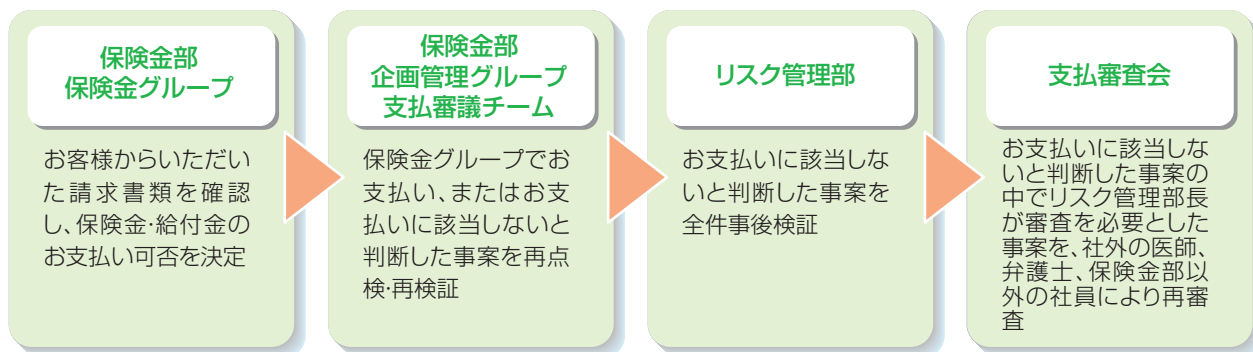 保険金部
保険金グループ
お客様からいただい
た請求書類を確認
し、保険金・給付金の
お支払い可否を決定
保険金部
企画管理グループ
支払審議チーム
保険金グループでお
支払い、またはお支
払いに該当しないと
判断した事案を再点
検・再検証
リスク管理部
お支払いに該当しな
いと判断した事案を
全件事後検証
支払審査会
お支払いに該当しな
いと判断した事案の
中でリスク管理部長
が審査を必要とした
事案を、社外の医師、
弁護士、保険金部以
外の社員により再審
査